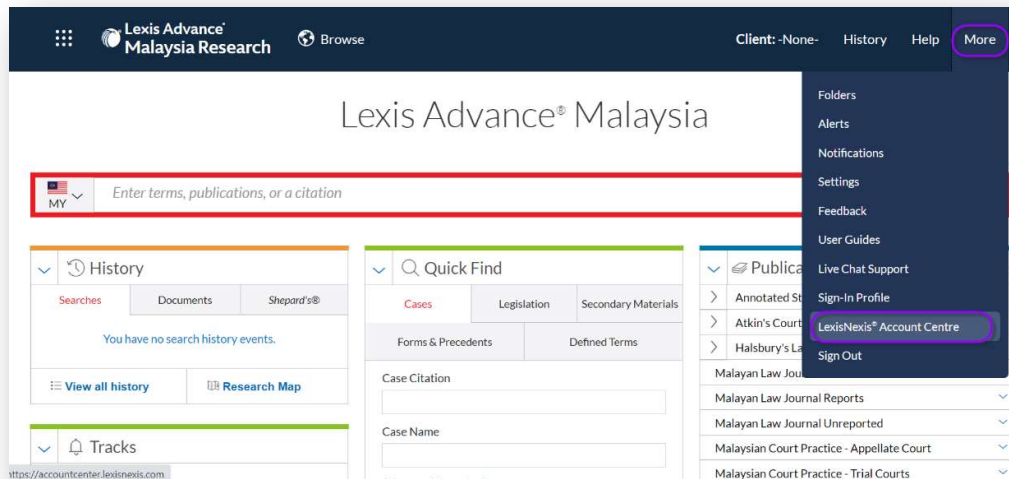 Lexis Advance®
Malaysia Research
Browse
Client: -None-
History
Help
More
Lexis Advance® Malaysia
MY
Enter terms, publications, or a citation
Folders
Alerts
Notifications
Settings
Feedback
User Guides
Live Chat Support
Sign-In Profile
LexisNexis® Account Centre
Sign Out
History
Searches
Documents
Shepard's®
You have no search history events.
View all history
Research Map
Tracks
Quick Find
Cases
Legislation
Secondary Materials
Forms & Precedents
Defined Terms
Case Citation
Case Name
Publica
Annotated St
Atkin's Court
Halsbury's La
Malayan Law Jou
Malayan Law Journal Reports
Malayan Law Journal Unreported
Malaysian Court Practice - Appellate Court
Malaysian Court Practice - Trial Courts
https://accountcenter.lexisnexis.com